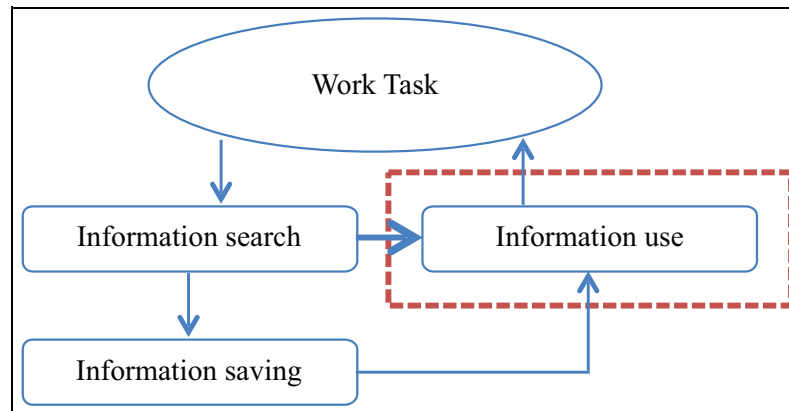 Work Task
Information search
Information use
Information saving